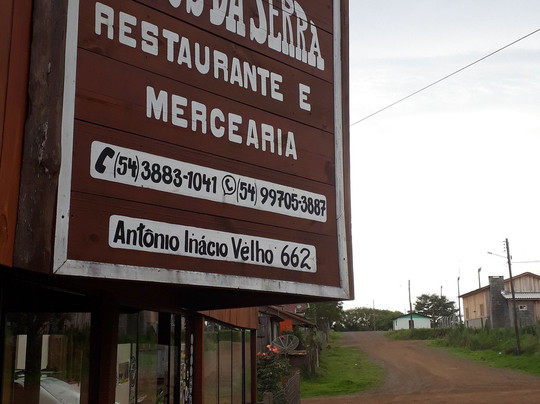 DA SERRA
RESTAURANTE E
MERCEARIA
(54)3883-1041 (54) 99705-3887
Antônio Inácio Velho 662